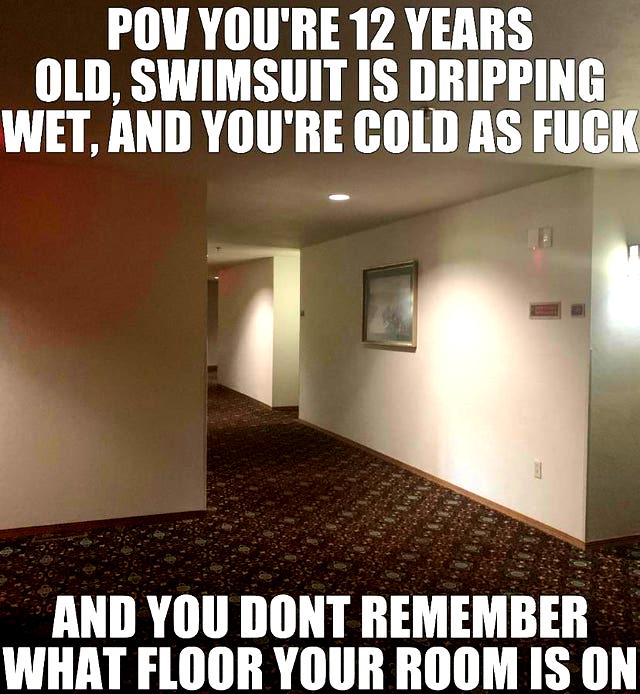 POV YOU'RE 12 YEARS
OLD, SWIMSUIT IS DRIPPING
WET, AND YOU'RE COLD AS FUCK
AND YOU DONT REMEMBER
WHAT FLOOR YOUR ROOM IS ON